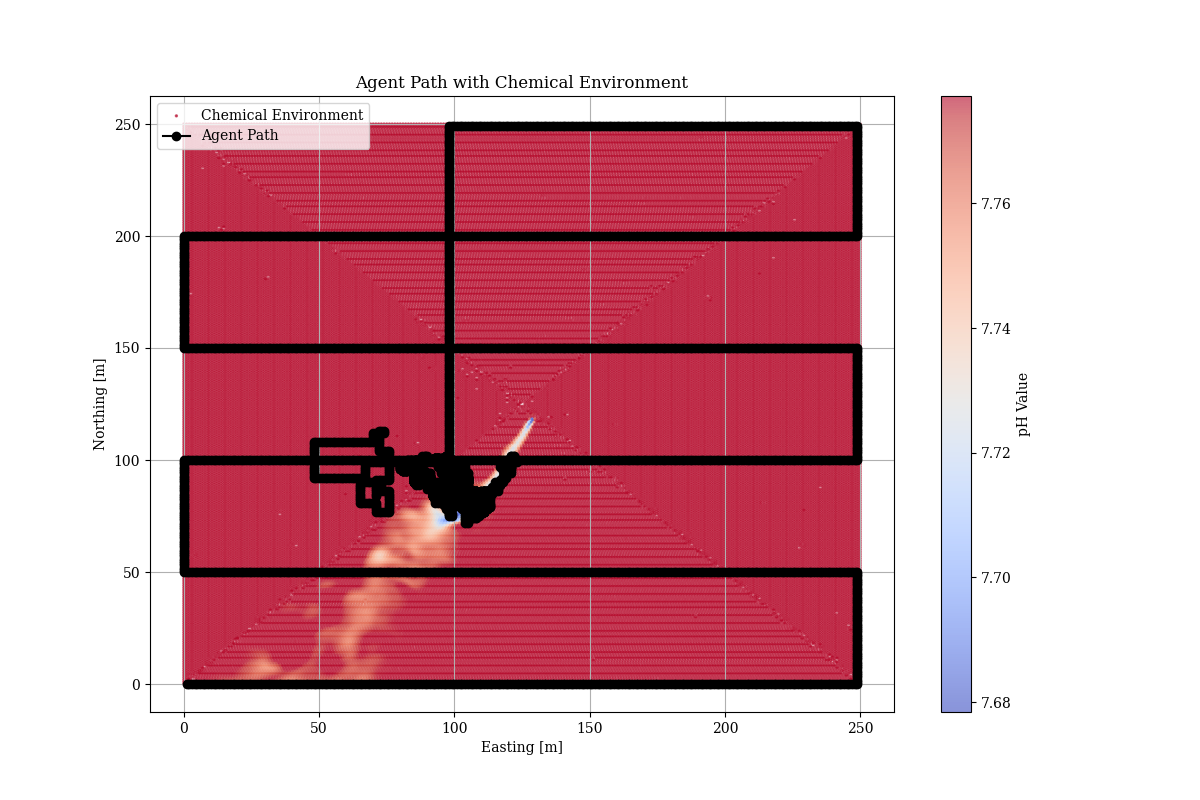 Agent Path with Chemical Environment
Chemical Environment
Agent Path
250
200
150
100
50
0
Northing [m]
0 50 100 150 200 250
Easting [m]
7.76
7.74
7.72
7.70
7.68
pH Value